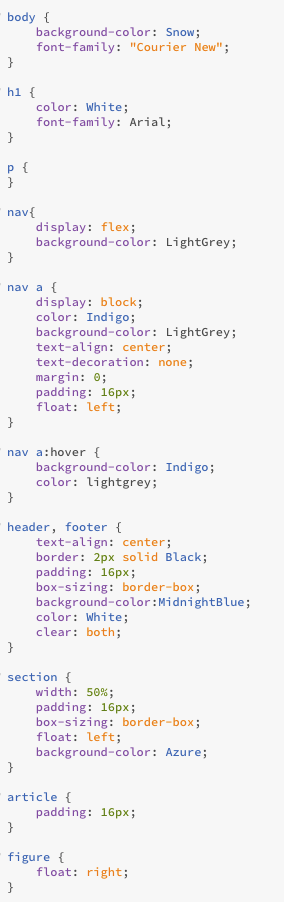 body {
background-color: Snow;
font-family: "Courier New";
}
h1 {
color: White;
font-family: Arial;
}
p {
}
nav{
display: flex;
background-color: LightGrey;
}
nav a {
display: block;
color: Indigo;
background-color: LightGrey;
text-align: center;
text-decoration: none;
margin: 0;
padding: 16px;
float: left;
}
nav a:hover {
background-color: Indigo;
color: lightgrey;
}
header, footer {
text-align: center;
border: 2px solid Black;
padding: 16px;
box-sizing: border-box;
background-color:MidnightBlue;
color: White;
clear: both;
}
section {
width: 50%;
padding: 16px;
box-sizing: border-box;
float: left;
background-color: Azure;
}
article {
padding: 16px;
}
figure {
float: right;
}